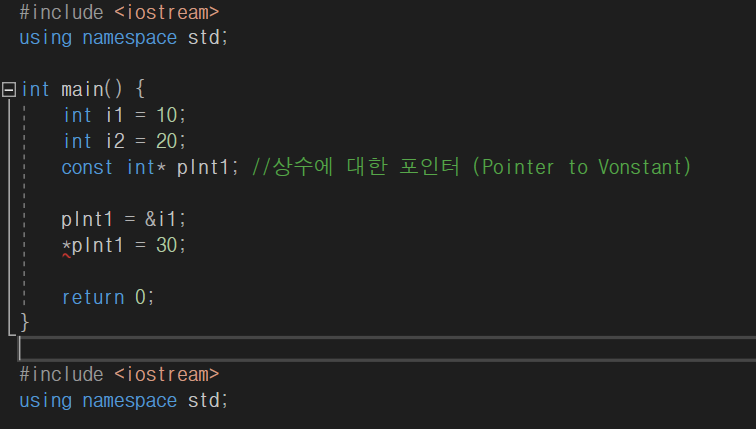 #include <iostream>
using namespace std;
int main() {
int i1 = 10;
int i2 = 20;
const int* pInt1; //상수에 대한 포인터 (Pointer to Vonstant)
pInt1 = &i1;
*pInt1 = 30;
return 0;
}
#include <iostream>
using namespace std;